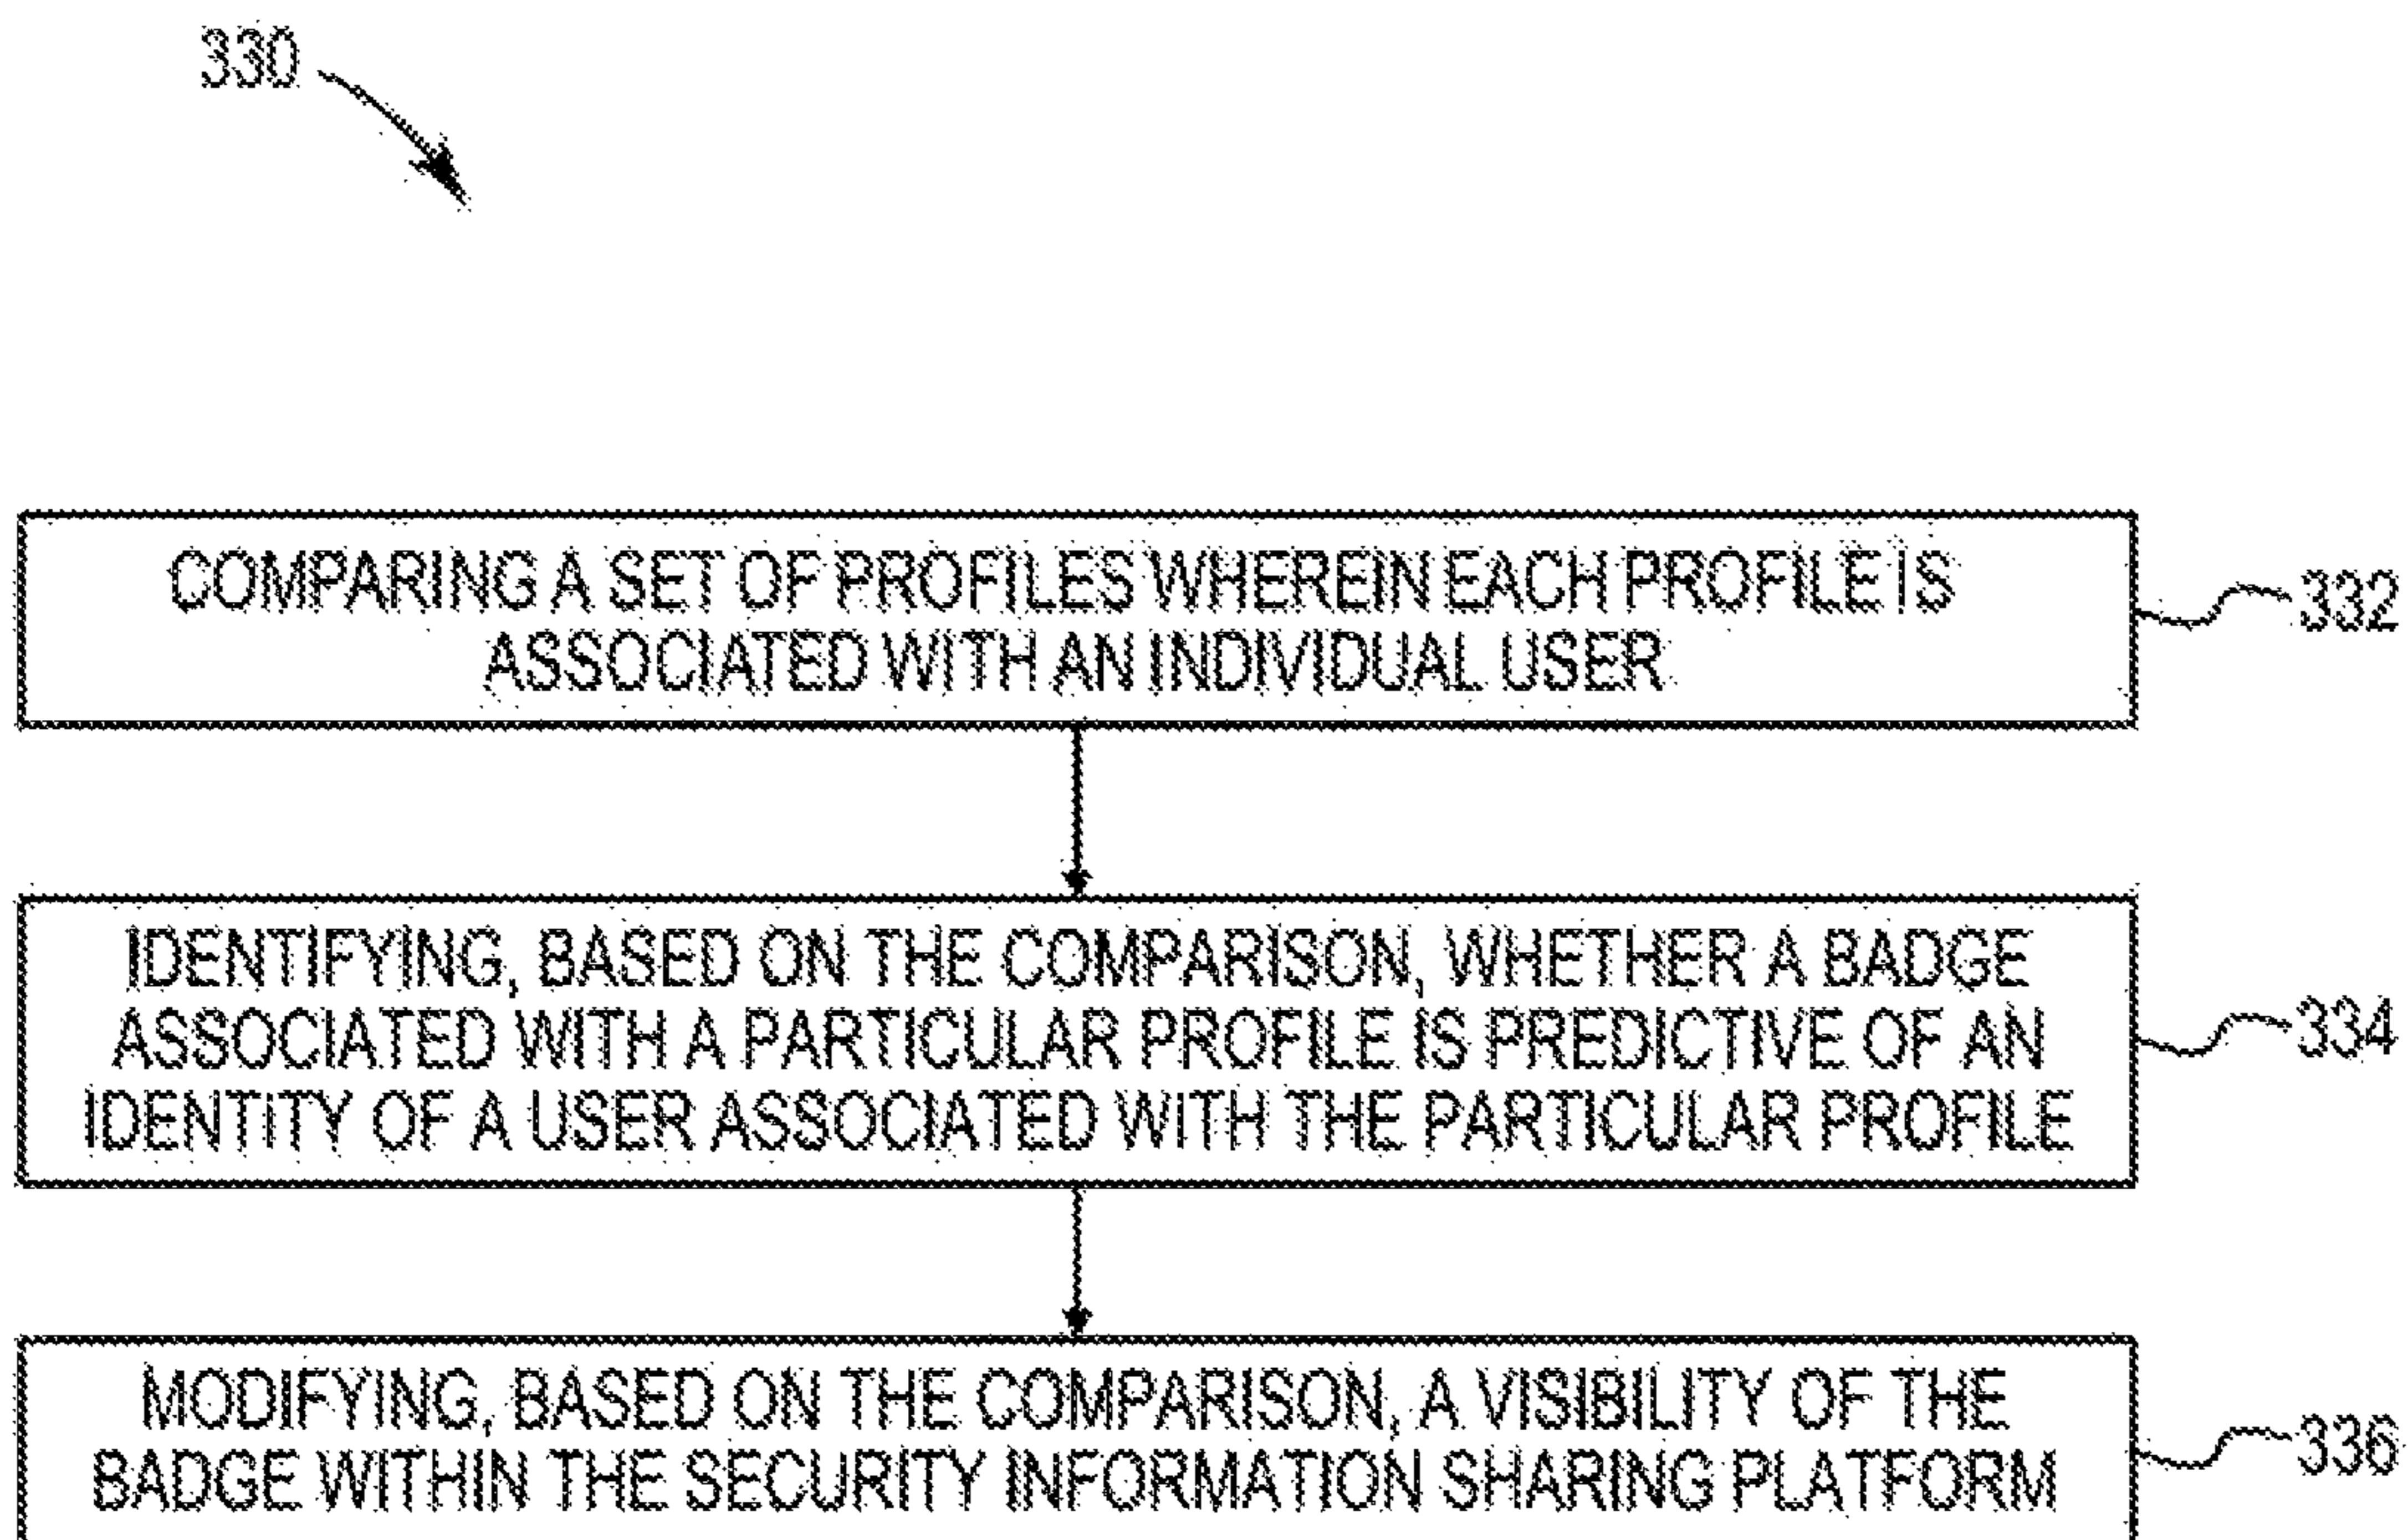 330
COMPARING A SET OF PROFILES WHEREIN EACH PROFILE IS
ASSOCIATED WITH AN INDIVIDUAL USER
332
IDENTIFYING, BASED ON THE COMPARISON, WHETHER A BADGE
ASSOCIATED WITH A PARTICULAR PROFILE IS PREDICTIVE OF AN
IDENTITY OF A USER ASSOCIATED WITH THE PARTICULAR PROFILE
334
MODIFYING, BASED ON THE COMPARISON, A VISIBILITY OF THE
BADGE WITHIN THE SECURITY INFORMATION SHARING PLATFORM
336